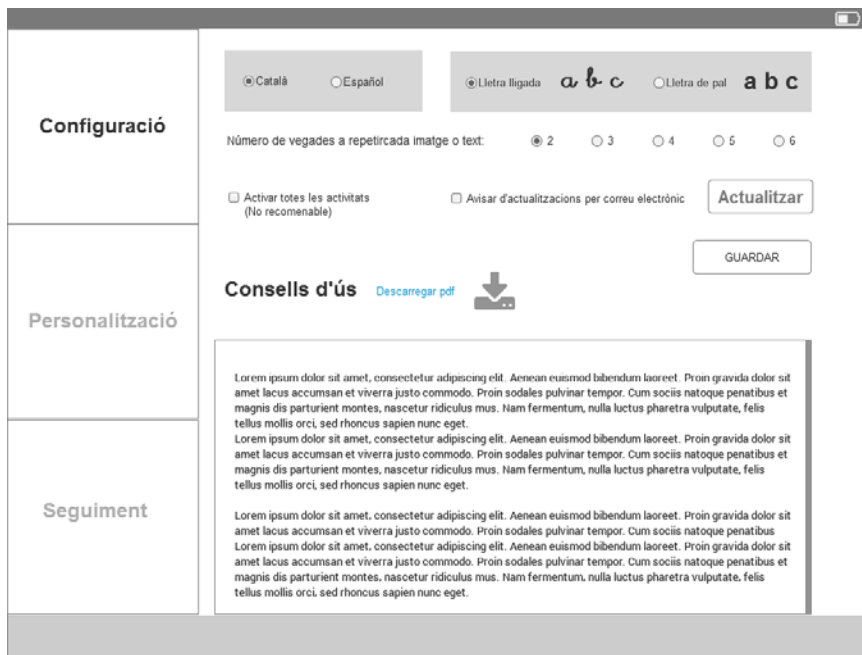 Català
Español
Lletra lligada
a b c
Lletra de pal
a b c
Configuració
Número de vegades a repetircada imatge o text:
2
3
4
5
6
Activar totes les activitats
(No recomenable)
Avisar d'actualitzacions per correu electrònic
Actualitzar
GUARDAR
Consells d'ús
Descarregar pdf
Personalització
Lorem ipsum dolor sit amet, consectetur adipiscing elit. Aenean euismod bibendum laoreet. Proin gravida dolor sit
amet lacus accumsan et viverra justo commodo. Proin sodales pulvinar tempor. Cum sociis natoque penatibus et
magnis dis parturient montes, nascetur ridiculus mus. Nam fermentum, nulla luctus pharetra vulputate, felis
tellus mollis orci, sed rhoncus sapien nunc eget.
Lorem ipsum dolor sit amet, consectetur adipiscing elit. Aenean euismod bibendum laoreet. Proin gravida dolor sit
amet lacus accumsan et viverra justo commodo. Proin sodales pulvinar tempor. Cum sociis natoque penatibus et
magnis dis parturient montes, nascetur ridiculus mus. Nam fermentum, nulla luctus pharetra vulputate, felis
tellus mollis orci, sed rhoncus sapien nunc eget.
Seguiment
Lorem ipsum dolor sit amet, consectetur adipiscing elit. Aenean euismod bibendum laoreet. Proin gravida dolor sit
amet lacus accumsan et viverra justo commodo. Proin sodales pulvinar tempor. Cum sociis natoque penatibus
Lorem ipsum dolor sit amet, consectetur adipiscing elit. Aenean euismod bibendum laoreet. Proin gravida dolor sit
amet lacus accumsan et viverra justo commodo. Proin sodales pulvinar tempor. Cum sociis natoque penatibus et
magnis dis parturient montes, nascetur ridiculus mus. Nam fermentum, nulla luctus pharetra vulputate, felis
tellus mollis orci, sed rhoncus sapien nunc eget.